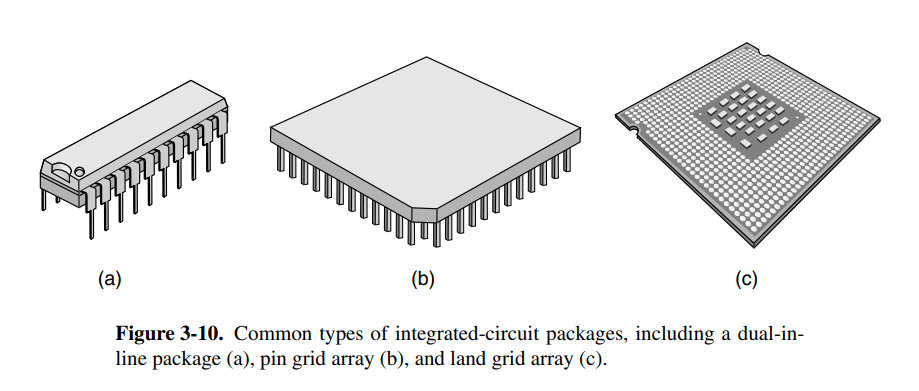 (a)
(b)
(c)
Figure 3-10. Common types of integrated-circuit packages, including a dual-in-
line package (a), pin grid array (b), and land grid array (c).